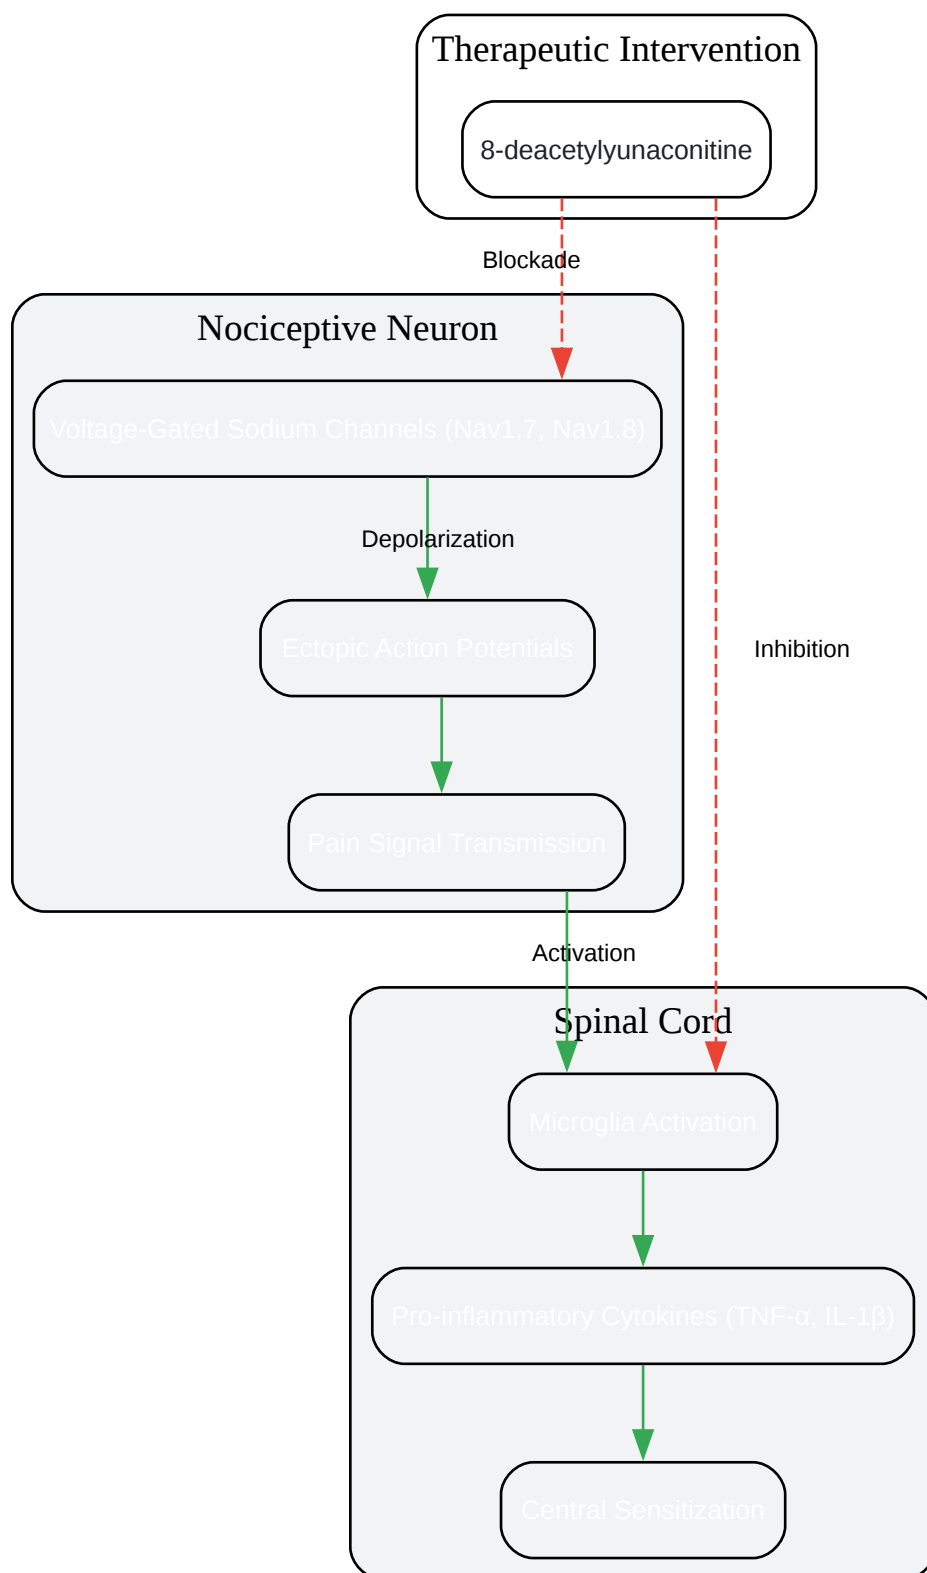 Therapeutic Intervention
8-deacetylyunaconitine
Blockade
Nociceptive Neuron
Voltage-Gated Sodium Channels (Nav1.7, Nav1.8)
Depolarization
Ectopic Action Potentials
Inhibition
Pain Signal Transmission
Activation
Spinal Cord
Microglia Activation
Pro-inflammatory Cytokines (TNF-α, IL-1β)
Central Sensitization